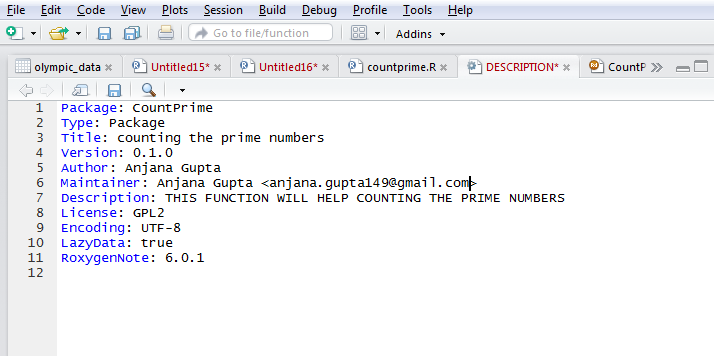 File Edit Code View Plots Session Build Debug Profile Tools Help
Go to file/function Addins
olympic_data Untitled15* Untitled16* countprime.R DESCRIPTION* CountP
1 Package: CountPrime
2 Type: Package
3 Title: counting the prime numbers
4 Version: 0.1.0
5 Author: Anjana Gupta
6 Maintainer: Anjana Gupta <anjana.gupta149@gmail.com>
7 Description: THIS FUNCTION WILL HELP COUNTING THE PRIME NUMBERS
8 License: GPL2
9 Encoding: UTF-8
10 LazyData: true
11 RoxygenNote: 6.0.1
12